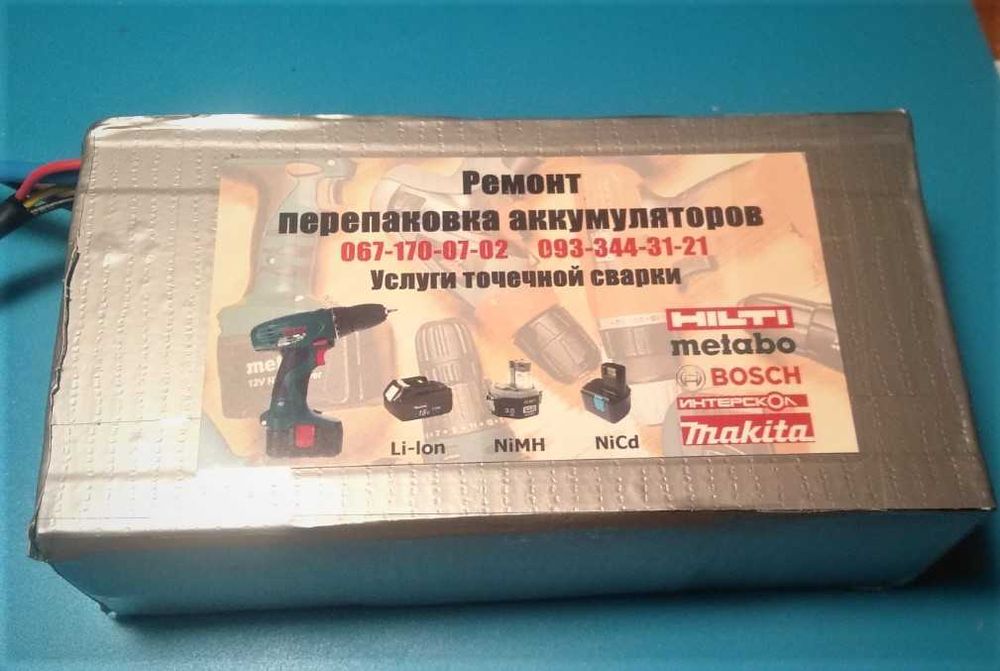 Ремонт
перепаковка аккумуляторов
067-170-07-02 093-344-31-21
Услуги точечной сварки
HILTI
metabo
BOSCH
ИНТЕРСКОЛ
makita
Li-Ion NiMH NiCd